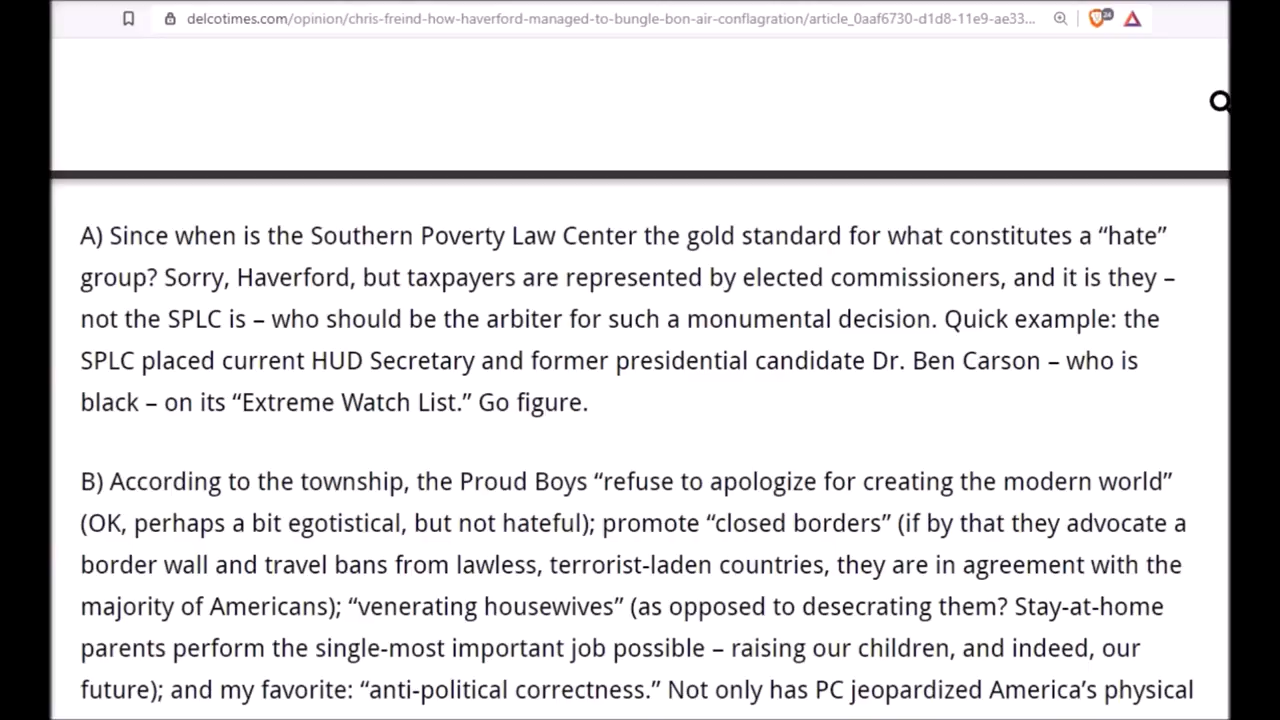 delcotimes.com/opinion/chris-freind-how-haverford-managed-to-bungle-bon-air-conflagration/article_0aaf6730-d1d8-11e9-ae33...
24
A) Since when is the Southern Poverty Law Center the gold standard for what constitutes a “hate”
group? Sorry, Haverford, but taxpayers are represented by elected commissioners, and it is they –
not the SPLC is – who should be the arbiter for such a monumental decision. Quick example: the
SPLC placed current HUD Secretary and former presidential candidate Dr. Ben Carson – who is
black – on its “Extreme Watch List.” Go figure.
B) According to the township, the Proud Boys “refuse to apologize for creating the modern world”
(OK, perhaps a bit egotistical, but not hateful); promote “closed borders” (if by that they advocate a
border wall and travel bans from lawless, terrorist-laden countries, they are in agreement with the
majority of Americans); “venerating housewives” (as opposed to desecrating them? Stay-at-home
parents perform the single-most important job possible – raising our children, and indeed, our
future); and my favorite: “anti-political correctness.” Not only has PC jeopardized America’s physical